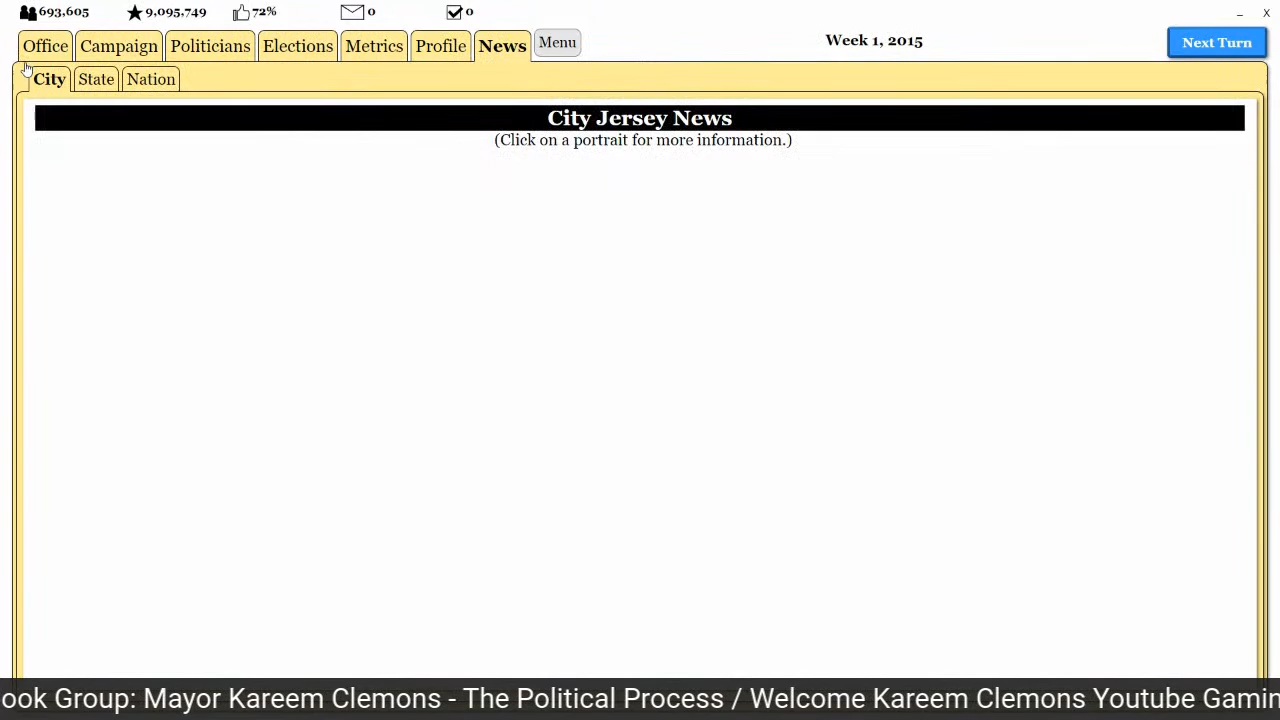 693,605 9,095,749 72% 0 0 _ X
Office Campaign Politicians Elections Metrics Profile News Menu Week 1, 2015 Next Turn
City State Nation
City Jersey News
(Click on a portrait for more information.)
ook Group: Mayor Kareem Clemons - The Political Process / Welcome Kareem Clemons Youtube Gamin